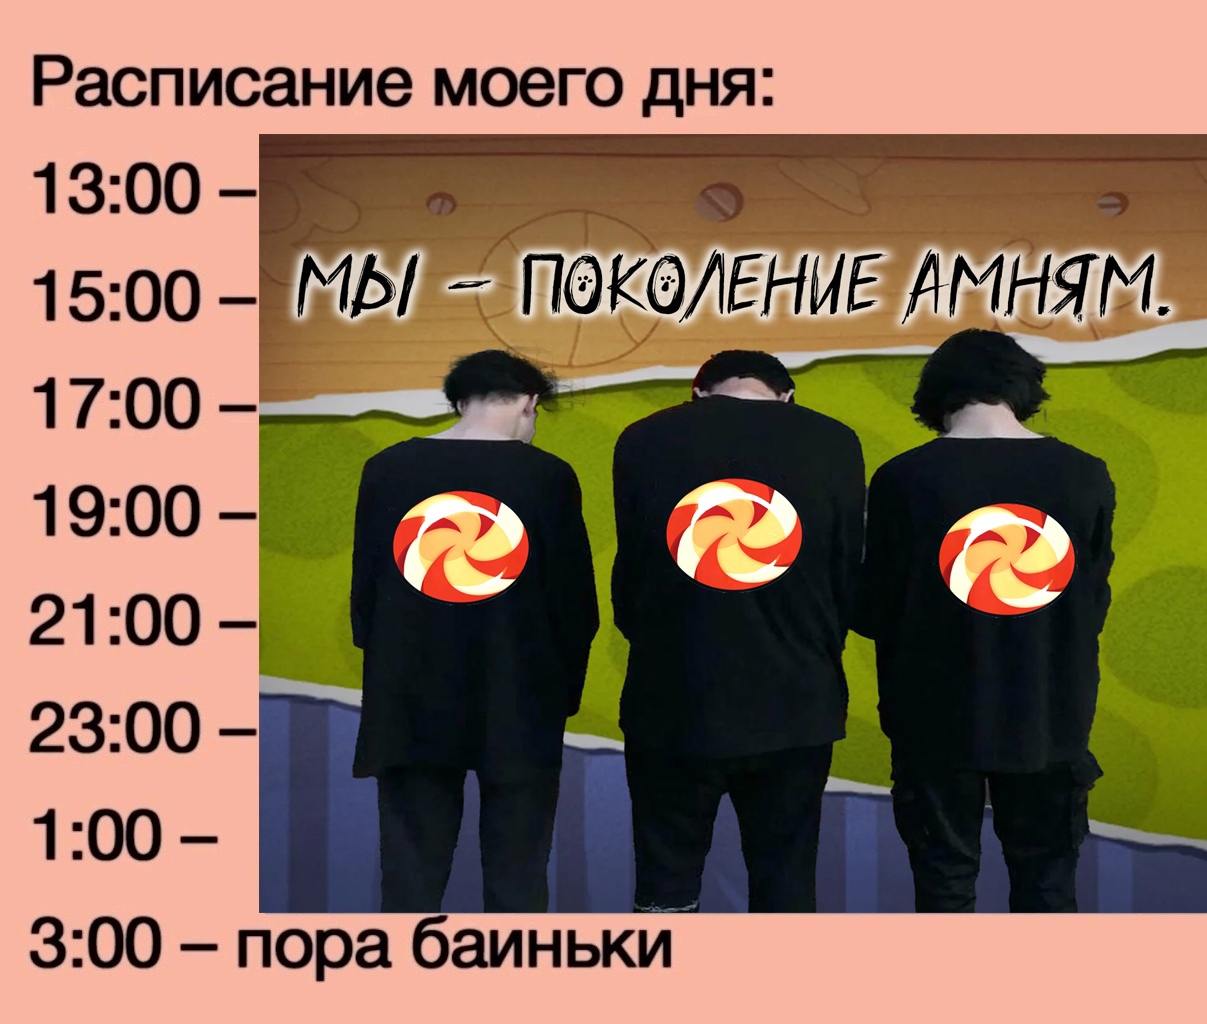 Расписание моего дня:
13:00 –
15:00 –
МЫ - ПОКОЛЕНИЕ АМНЯМ.
17:00 –
19:00 –
21:00 –
23:00 –
1:00 –
3:00 – пора баиньки